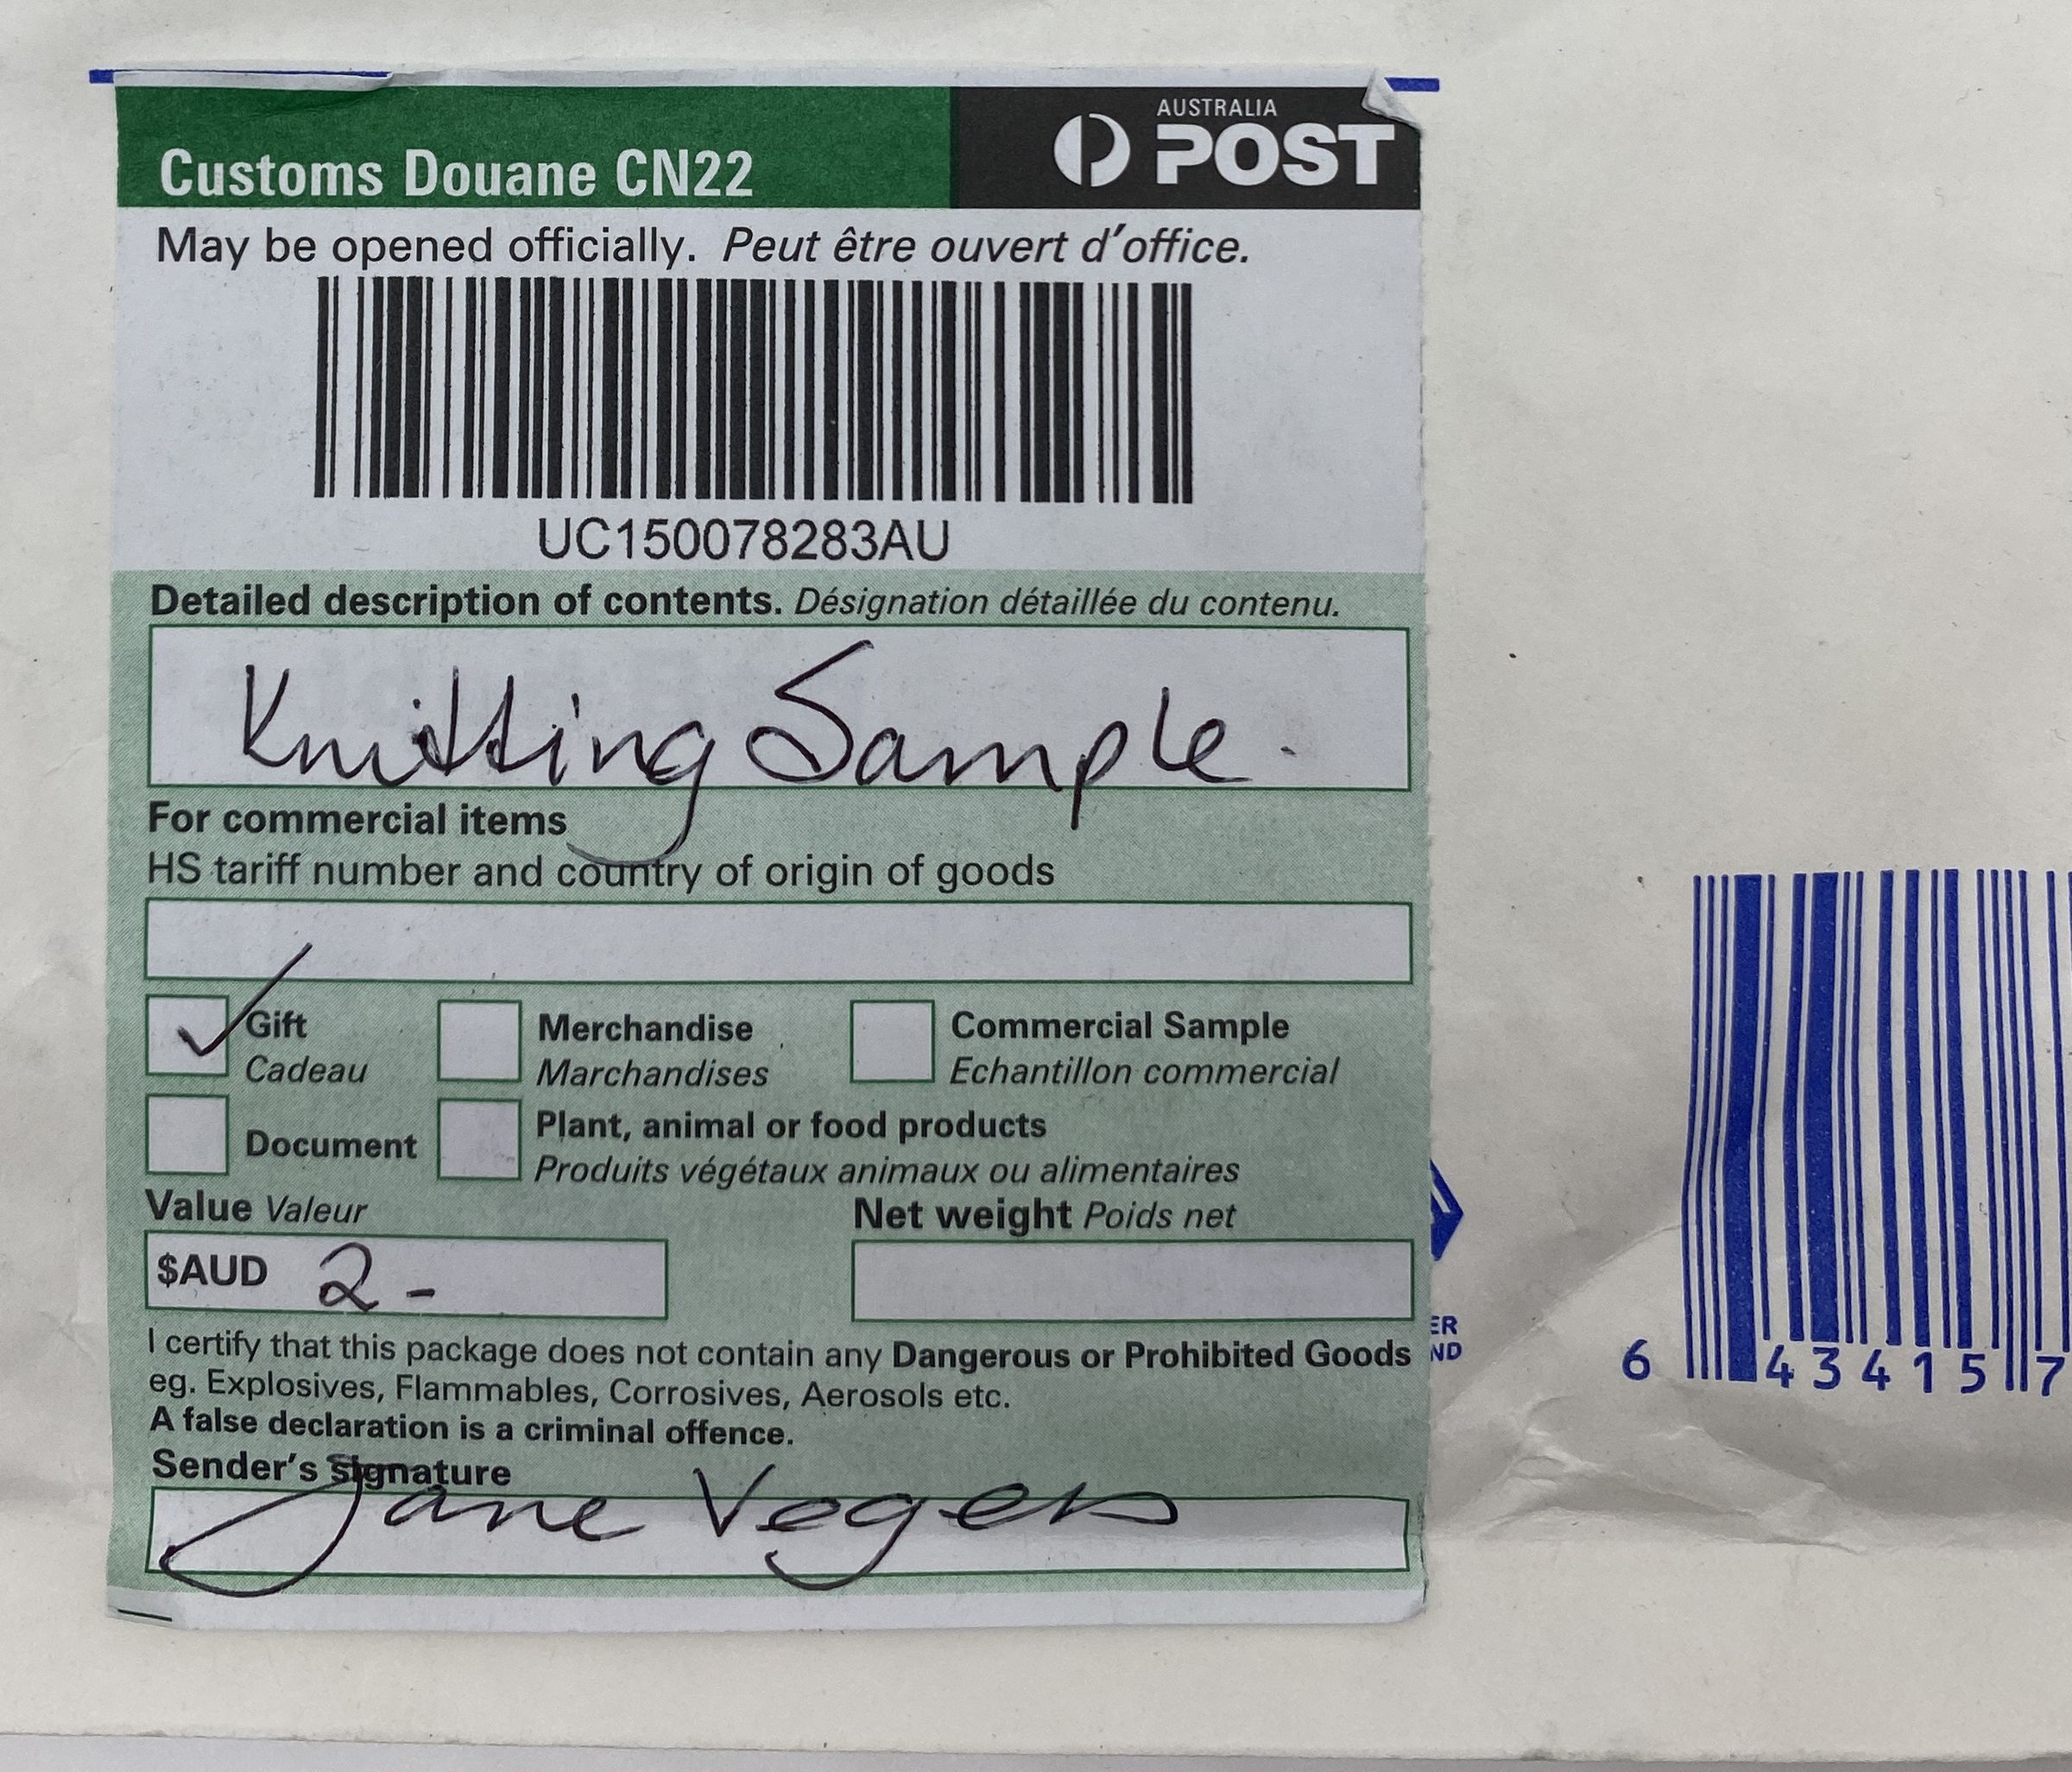 AUSTRALIA
POST
Customs Douane CN22
May be opened officially. Peut être ouvert d'office.
UC150078283AU
Detailed description of contents. Désignation détaillée du contenu.
Knitting Sample.
For commercial items
HS tariff number and country of origin of goods
Gift Merchandise Commercial Sample
Cadeau Marchandises Echantillon commercial
Document Plant, animal or food products
Produits végétaux animaux ou alimentaires
Value Valeur Net weight Poids net
$AUD 2-
I certify that this package does not contain any Dangerous or Prohibited Goods
eg. Explosives, Flammables, Corrosives, Aerosols etc.
A false declaration is a criminal offence.
Sender's signature
Jane Vegers
ER
ND
6 43415 7